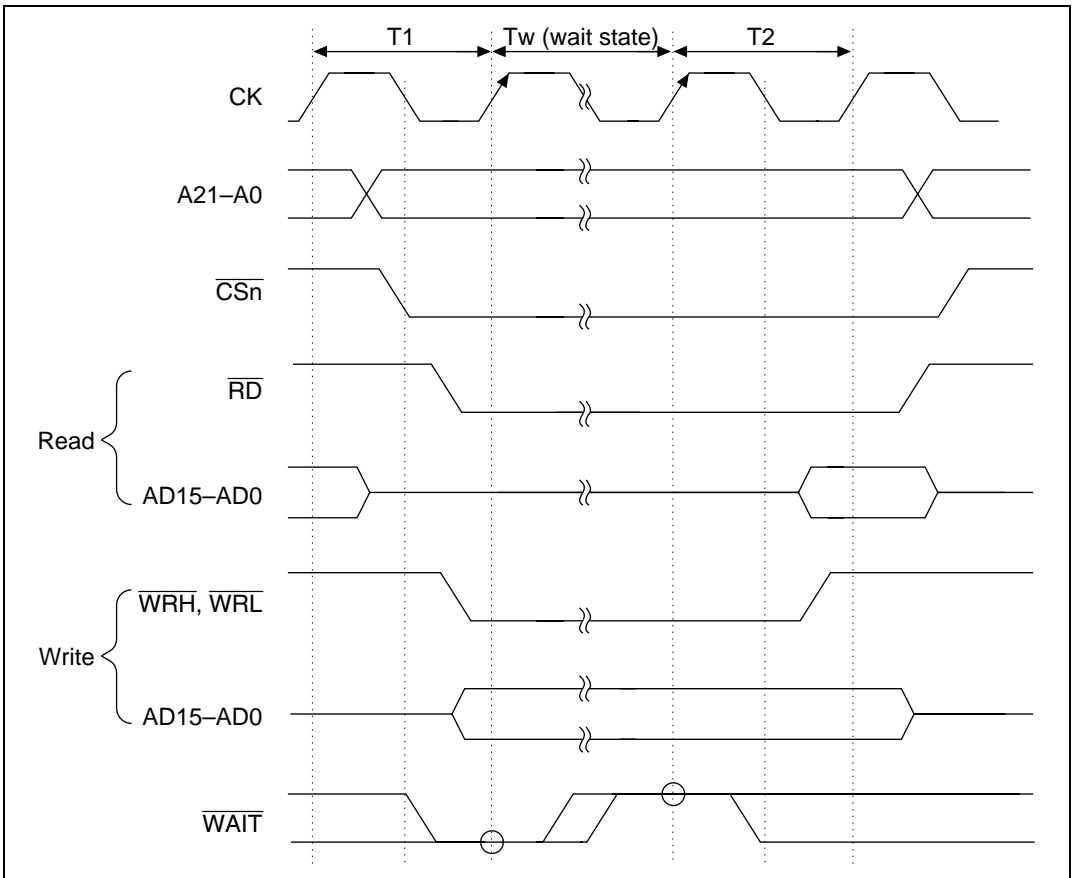 T1 Tw (wait state) T2
CK
A21–A0
CSn
RD
Read
AD15–AD0
WRH, WRL
Write
AD15–AD0
WAIT